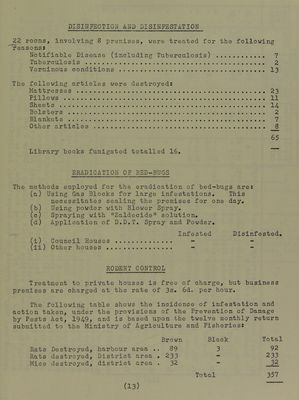 DISINFECTION AND DISINFESTATION
22 rooms, involving 8 premises, were treated for the following
reasons:
Notifiable Disease (including Tuberculosis) ............ 7
Tuberculosis ........................................ 2
Verminous conditions ................................ 13
The following articles were destroyed:
Mattresses .......................................... 23
Pillows ............................................. 11
Sheets .............................................. 14
Bolsters ............................................ 2
Blankets ............................................ 7
Other articles ...................................... 8
65
Library books fumigated totalled 16.
ERADICATION OF BED-BUGS
The methods employed for the eradication of bed-bugs are:
(a) Using Gas Blocks for large infestations. This
necessitates sealing the premises for one day.
(b) Using powder with Blower Spray.
(c) Spraying with "Zaldecide" solution.
(d) Application of D.D.T. Spray and Powder.
Infested Disinfested.
(i) Council Houses .............. - -
(ii) Other houses ............... - -
RODENT CONTROL
Treatment to private houses is free of charge, but business
premises are charged at the rate of 3s. 6d. per hour.
The following table shows the incidence of infestation and
action taken, under the provisions of the Prevention of Damage
by Pests Act, 1949, and is based upon the twelve monthly return
submitted to the Ministry of Agriculture and Fisheries:
Brown Black Total
Rats Destroyed, harbour area .. 89 3 92
Rats destroyed, District area . 233 - 233
Mice destroyed, district area . 32 - 32
Total 357
(13)